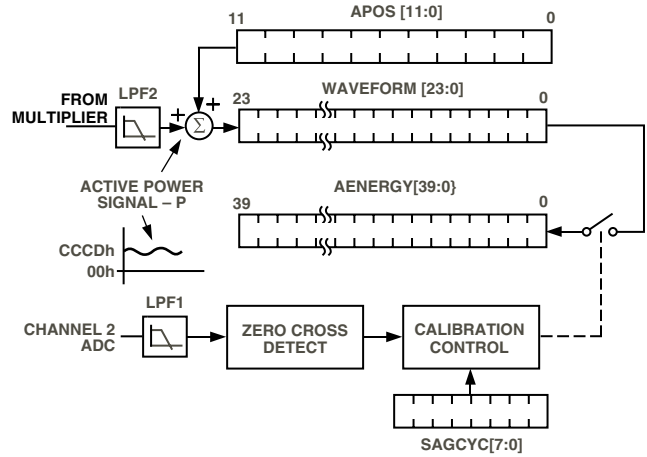 APOS [11:0]
11 0
LPF2
FROM
MULTIPLIER
+ +
Σ
WAVEFORM [23:0]
23 0
ACTIVE POWER
SIGNAL – P
AENERGY[39:0}
39 0
CCCDh
00h
LPF1
CHANNEL 2
ADC
ZERO CROSS
DETECT
CALIBRATION
CONTROL
SAGCYC[7:0]